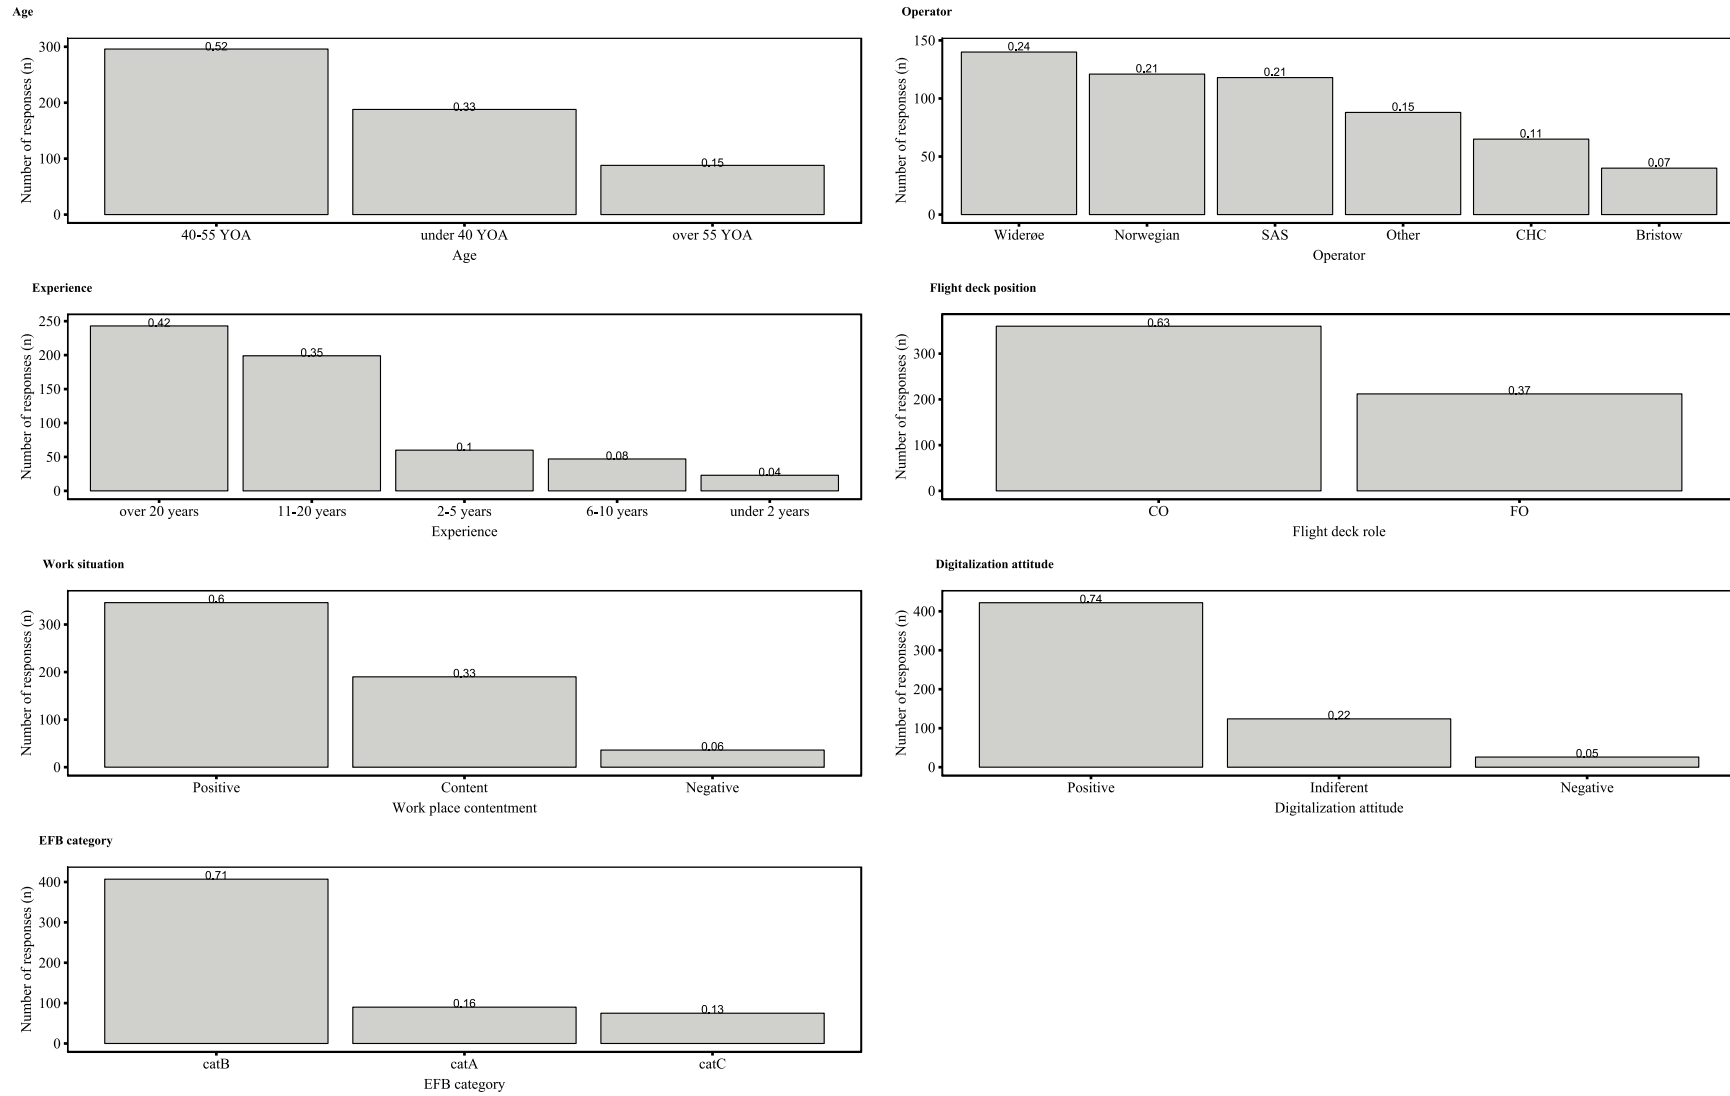 Age
Number of responses (n)
300
200
100
0
0.52
0.33
0.15
40-55 YOA
under 40 YOA
over 55 YOA
Age
Operator
Number of responses (n)
150
100
50
0
0.24
0.21
0.21
0.15
0.11
0.07
Widerøe
Norwegian
SAS
Other
CHC
Bristow
Operator
Experience
Number of responses (n)
250
200
150
100
50
0
0.42
0.35
0.1
0.08
0.04
over 20 years
11-20 years
2-5 years
6-10 years
under 2 years
Experience
Flight deck position
Number of responses (n)
300
200
100
0
0.63
0.37
CO
FO
Flight deck role
Work situation
Number of responses (n)
300
200
100
0
0.6
0.33
0.06
Positive
Content
Negative
Work place contentment
Digitalization attitude
Number of responses (n)
400
300
200
100
0
0.74
0.22
0.05
Positive
Indiferent
Negative
Digitalization attitude
EFB category
Number of responses (n)
400
300
200
100
0
0.71
0.16
0.13
catB
catA
catC
EFB category